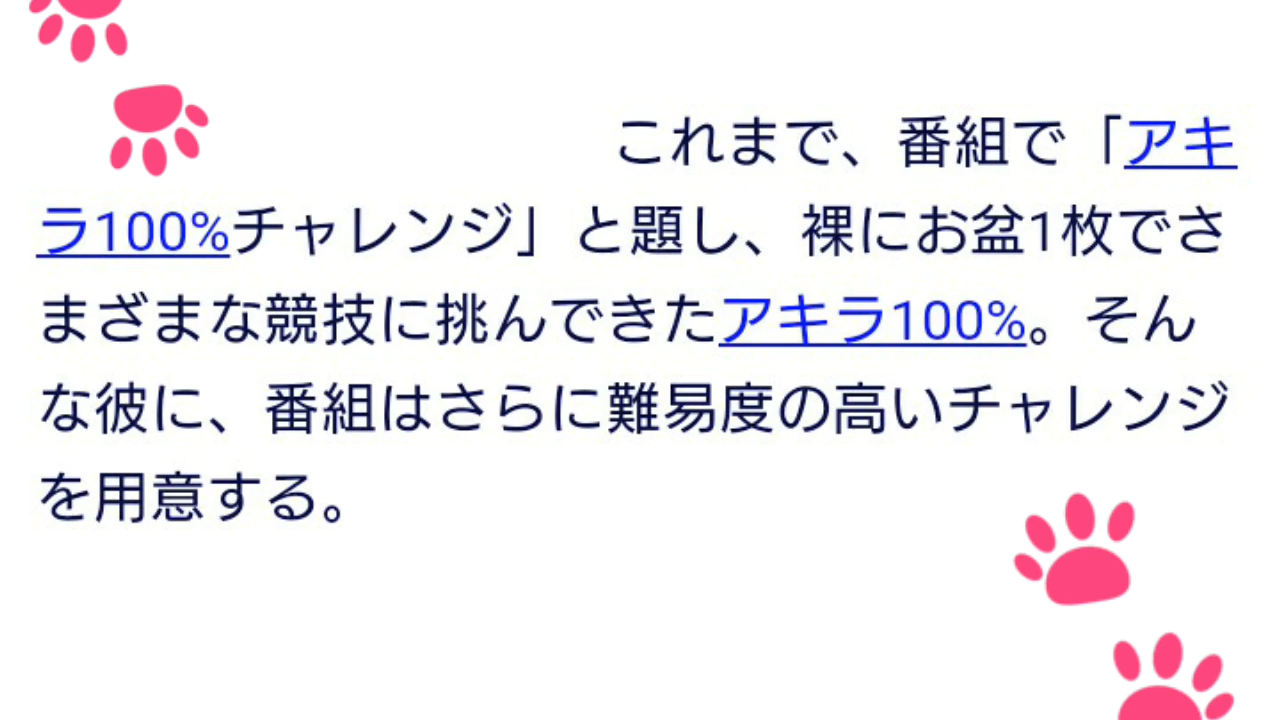 これまで、番組で「アキ
ラ100%チャレンジ」と題し、裸にお盆1枚でさ
まざまな競技に挑んできたアキラ100%。そん
な彼に、番組はさらに難易度の高いチャレンジ
を用意する。